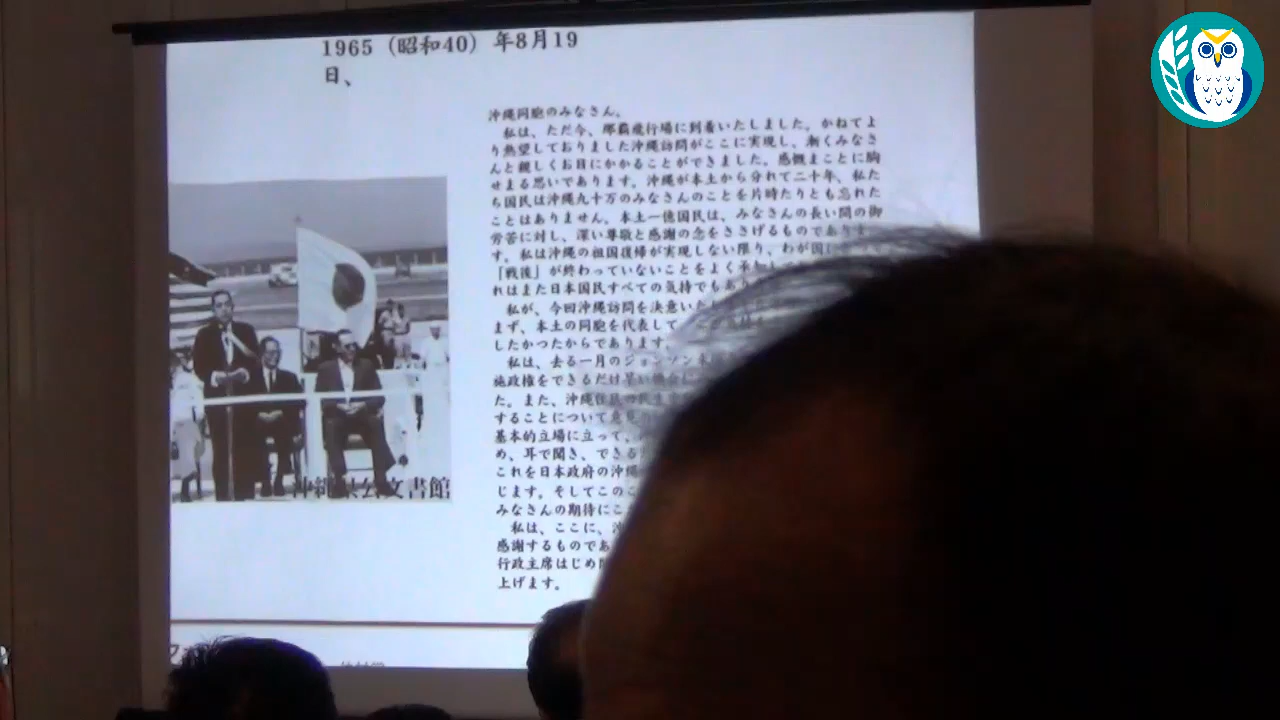 1965（昭和40）年8月19
日、
沖縄同胞のみなさん。
私は、ただ今、那覇飛行場に到着いたしました。かねてよ
り熱望しておりました沖縄訪問がここに実現し、漸くみなさ
んと親しくお目にかかることができました。感慨まことに胸
せまる思いであります。沖縄が本土から分れて二十年、私た
ち国民は沖縄九十万のみなさんのことを片時たりとも忘れた
ことはありません。本土一億国民は、みなさんの長い間の御
労苦に対し、深い尊敬と感謝の念をささげるものでありま
す。私は沖縄の祖国復帰が実現しない限り、わが国に
「戦後」が終わっていないことをよく承知
れはまた日本国民すべての気持でもあり
私が、今回沖縄訪問を決意いた
まず、本土の同胞を代表して
したかつたからであります。
私は、去る一月のジョンソン
施政権をできるだけ早い機会に
た。また、沖縄住民の民生
することについて意見の
基本的立場に立って、
め、耳で聞き、できる
これを日本政府の沖縄
じます。そしてこのこ
みなさんの期待にこ
私は、ここに、沖
感謝するものであ
行政主席はじめ
上げます。
沖縄県公文書館